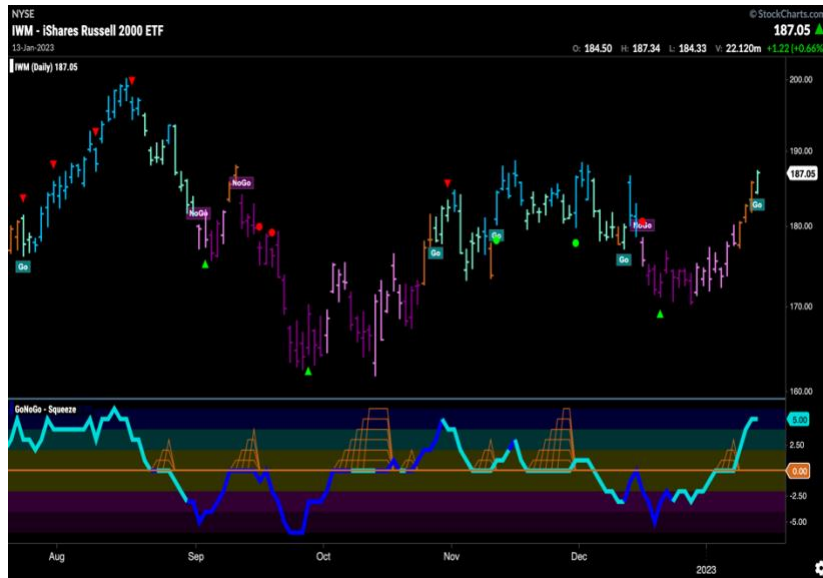 NYSE
© StockCharts.com
IWM - iShares Russell 2000 ETF
187.05
13-Jan-2023
O: 184.50 H: 187.34 L: 184.33 V: 22.120m +1.22 (+0.66%
IWM (Daily) 187.05
200.00
190.00
187.05
180.00
170.00
160.00
Go
NoGo
NoGo
Go
Go
Go
NoGo
Go
GoNoGo - Squeeze
5.00
2.50
0.00
-2.50
-5.00
Aug Sep Oct Nov Dec
2023